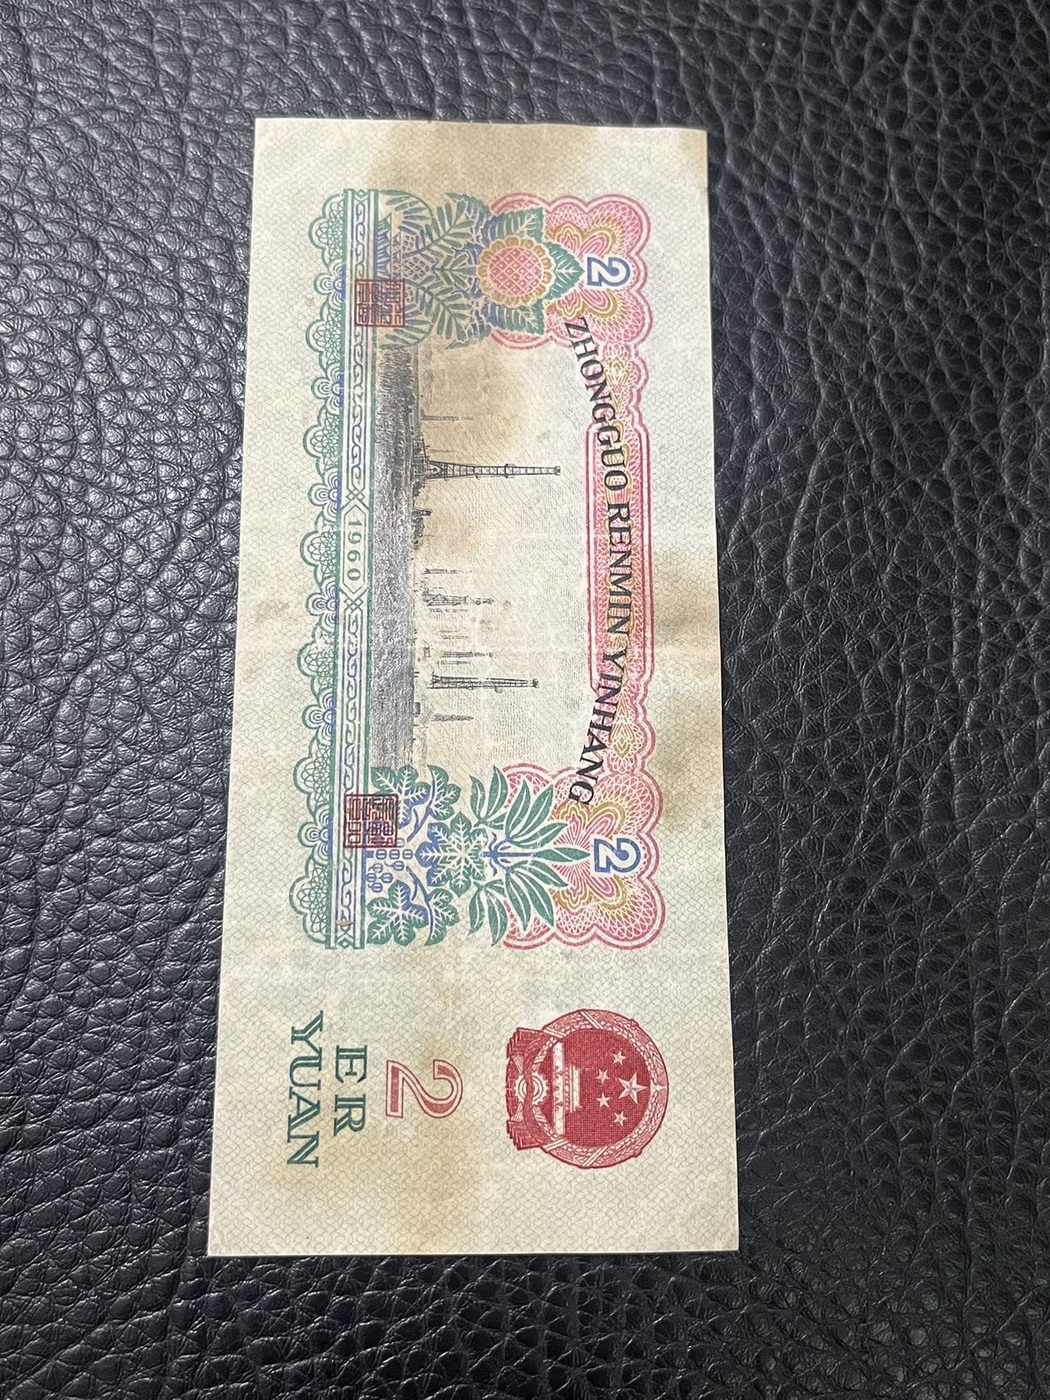 ZHONGGUO RENMIN YINHANG
2
2
1960
2
ER
YUAN